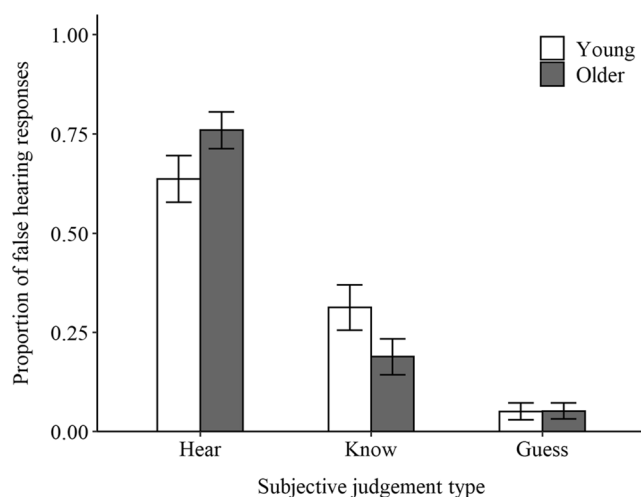 1.00
0.75
0.50
0.25
0.00
Proportion of false hearing responses
Young
Older
Hear Know Guess
Subjective judgement type